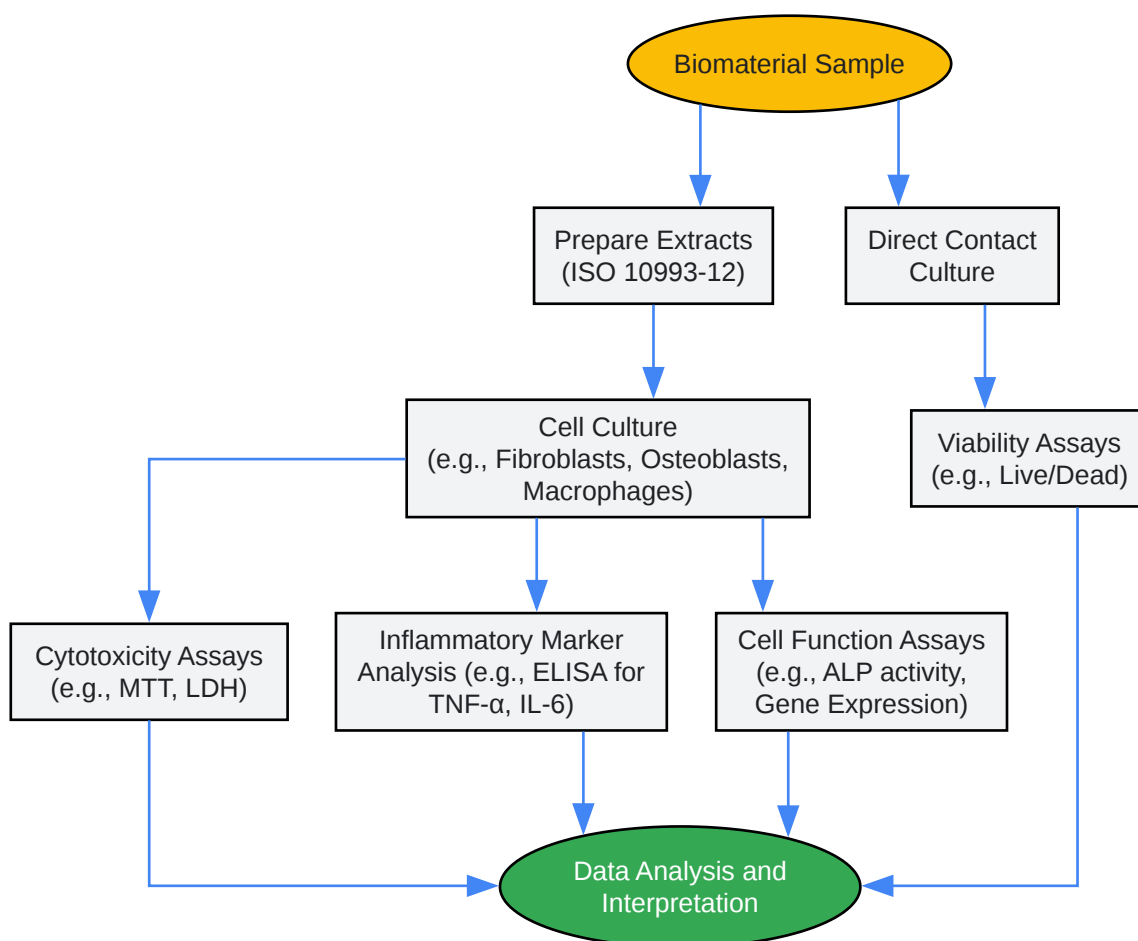 Biomaterial Sample
Prepare Extracts
(ISO 10993-12)
Direct Contact
Culture
Cell Culture
(e.g., Fibroblasts, Osteoblasts,
Macrophages)
Viability Assays
(e.g., Live/Dead)
Cytotoxicity Assays
(e.g., MTT, LDH)
Inflammatory Marker
Analysis (e.g., ELISA for
TNF-α, IL-6)
Cell Function Assays
(e.g., ALP activity,
Gene Expression)
Data Analysis and
Interpretation